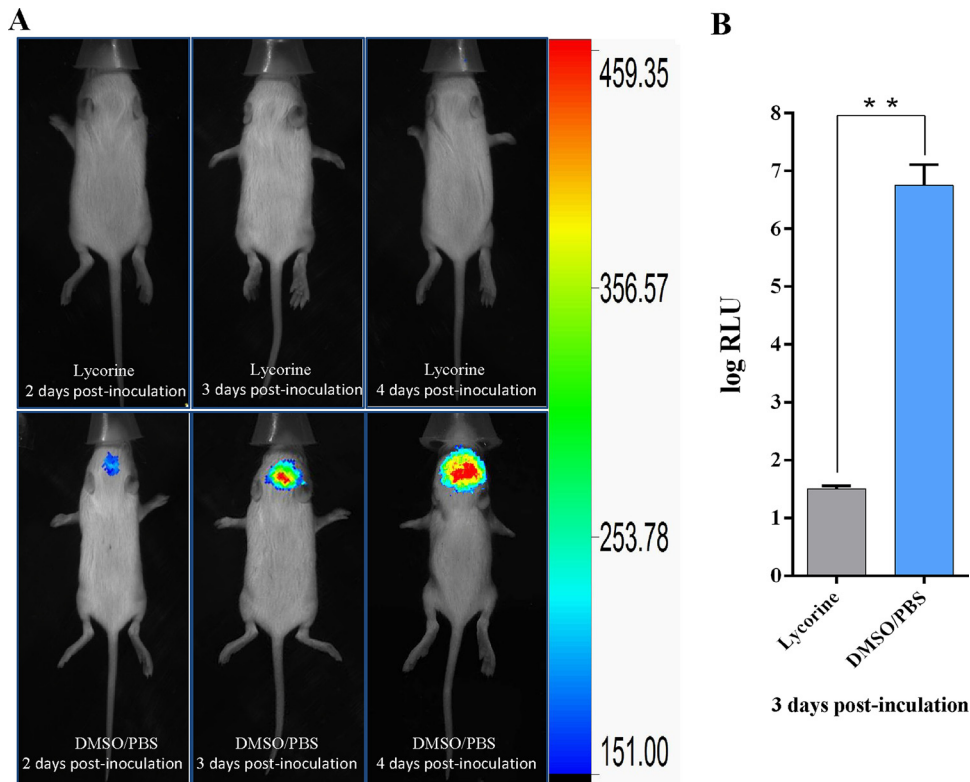 A
Lycorine
2 days post-inoculation
Lycorine
3 days post-inoculation
Lycorine
4 days post-inoculation
DMSO/PBS
2 days post-inoculation
DMSO/PBS
3 days post-inoculation
DMSO/PBS
4 days post-inoculation
459.35
356.57
253.78
151.00
B
**
8
7
6
5
4
3
2
1
0
log RLU
Lycorine
DMSO/PBS
3 days post-inculation